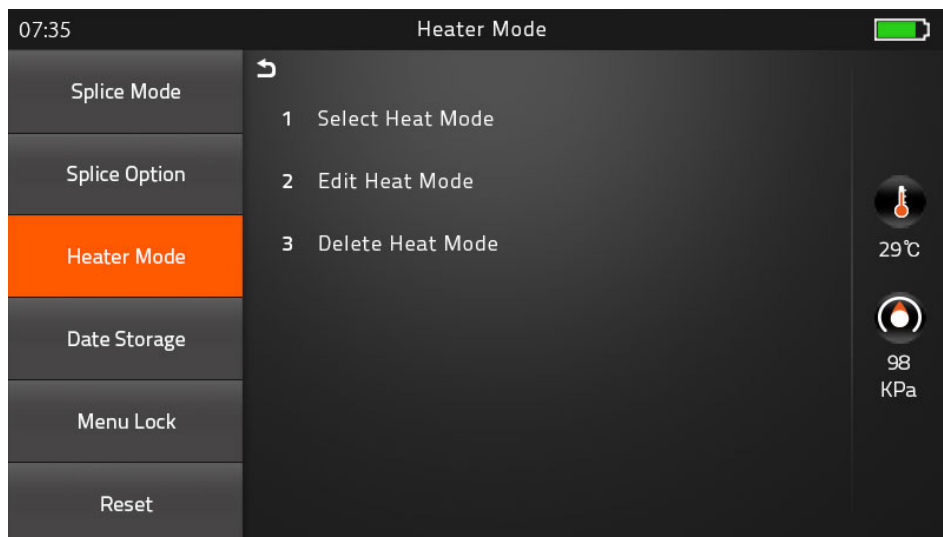 07:35 Heater Mode
Splice Mode
Splice Option
Heater Mode
Date Storage
Menu Lock
Reset
1 Select Heat Mode
2 Edit Heat Mode
3 Delete Heat Mode
29℃
98
KPa